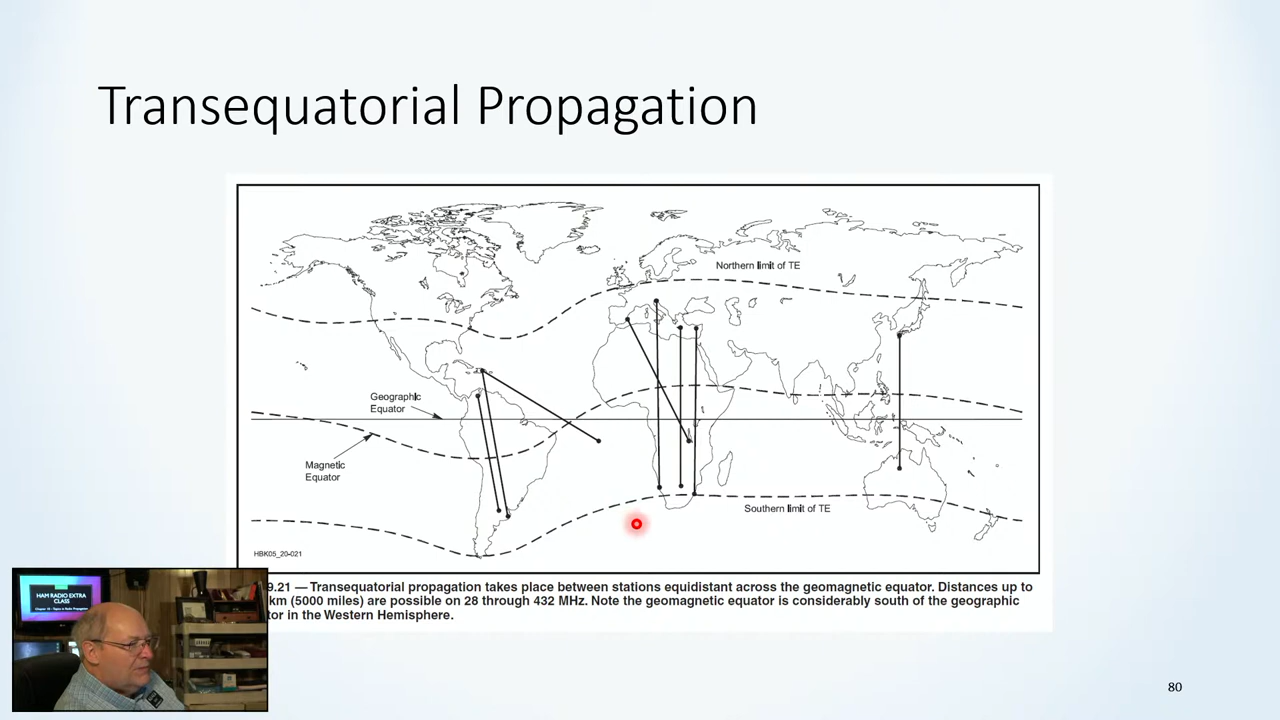 Transequatorial Propagation
Northern limit of TE
Geographic
Equator
Magnetic
Equator
Southern limit of TE
HBK05_20-021
9.21 — Transequatorial propagation takes place between stations equidistant across the geomagnetic equator. Distances up to
km (5000 miles) are possible on 28 through 432 MHz. Note the geomagnetic equator is considerably south of the geographic
tor in the Western Hemisphere.
HAM RADIO EXTRA
CLASS
80